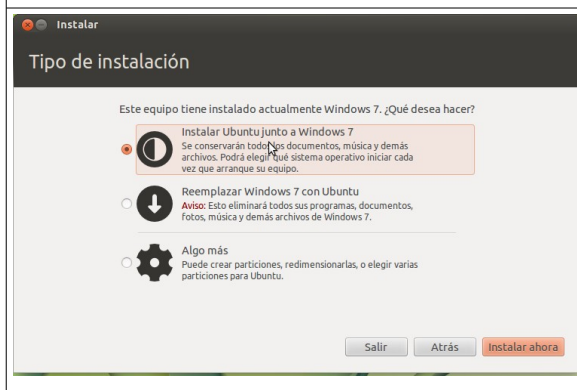 Instalar
Tipo de instalación
Este equipo tiene instalado actualmente Windows 7. ¿Qué desea hacer?
Instalar Ubuntu junto a Windows 7
Se conservarán todos los documentos, música y demás
archivos. Podrá elegir qué sistema operativo iniciar cada
vez que arranque su equipo.
Reemplazar Windows 7 con Ubuntu
Aviso: Esto eliminará todos sus programas, documentos,
fotos, música y demás archivos de Windows 7.
Algo más
Puede crear particiones, redimensionarlas, o elegir varias
particiones para Ubuntu.
Salir
Atrás
Instalar ahora